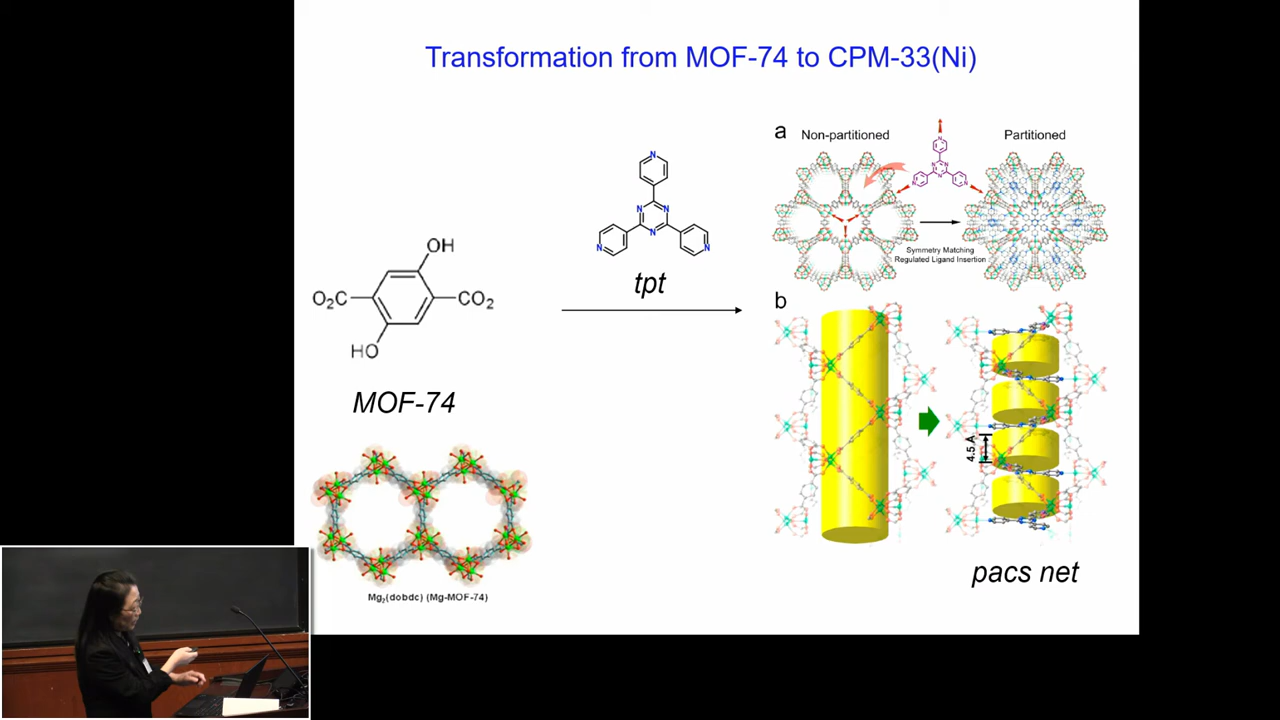 Transformation from MOF-74 to CPM-33(Ni)
a
Non-partitioned
Partitioned
N
N
N
N
N
N
tpt
Symmetry Matching
Regulated Ligand Insertion
OH
O₂C
CO₂
HO
MOF-74
b
4.5 A
Mg₂(dobdc) (Mg-MOF-74)
pacs net